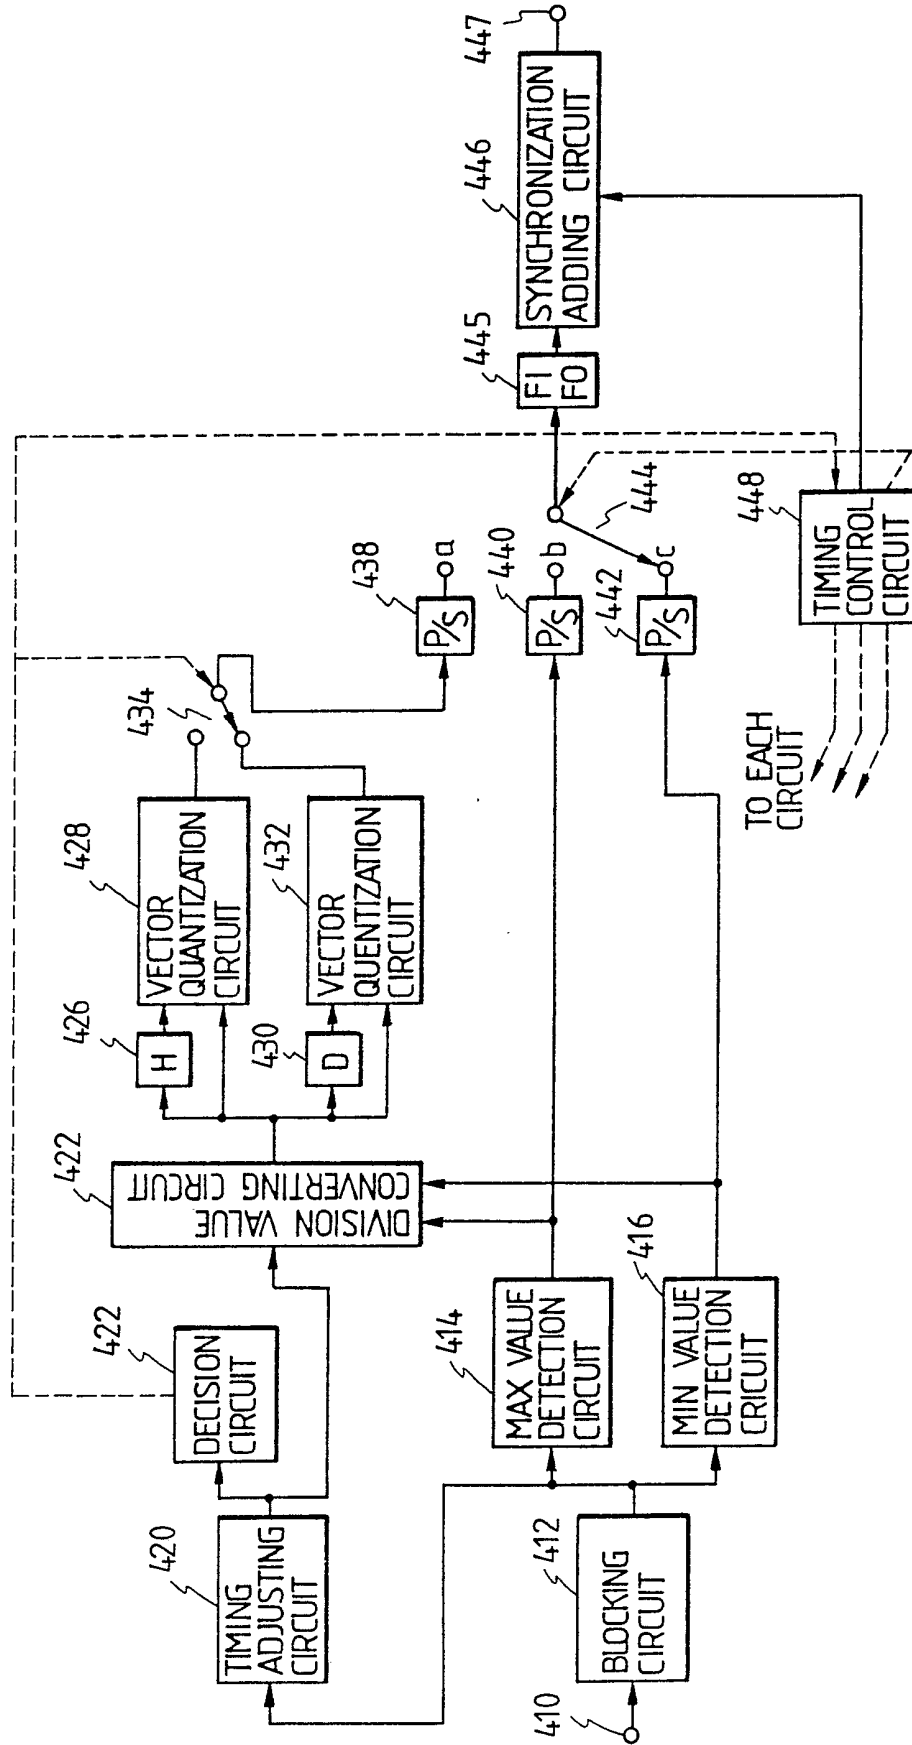 410
412
BLOCKING
CIRCUIT
420
TIMING
ADJUSTING
CIRCUIT
422
DECISION
CIRCUIT
414
MAX VALUE
DETECTION
CIRCUIT
416
MIN VALUE
DETECTION
CRICUIT
422
DIVISION VALUE
CONVERTING CIRCUIT
426
H
428
VECTOR
QUANTIZATION
CIRCUIT
430
D
432
VECTOR
QUENTIZATION
CIRCUIT
434
438
P/S
a
440
P/S
b
442
P/S
c
444
445
FI
FO
446
SYNCHRONIZATION
ADDING CIRCUIT
447
448
TIMING
CONTROL
CIRCUIT
TO EACH
CIRCUIT